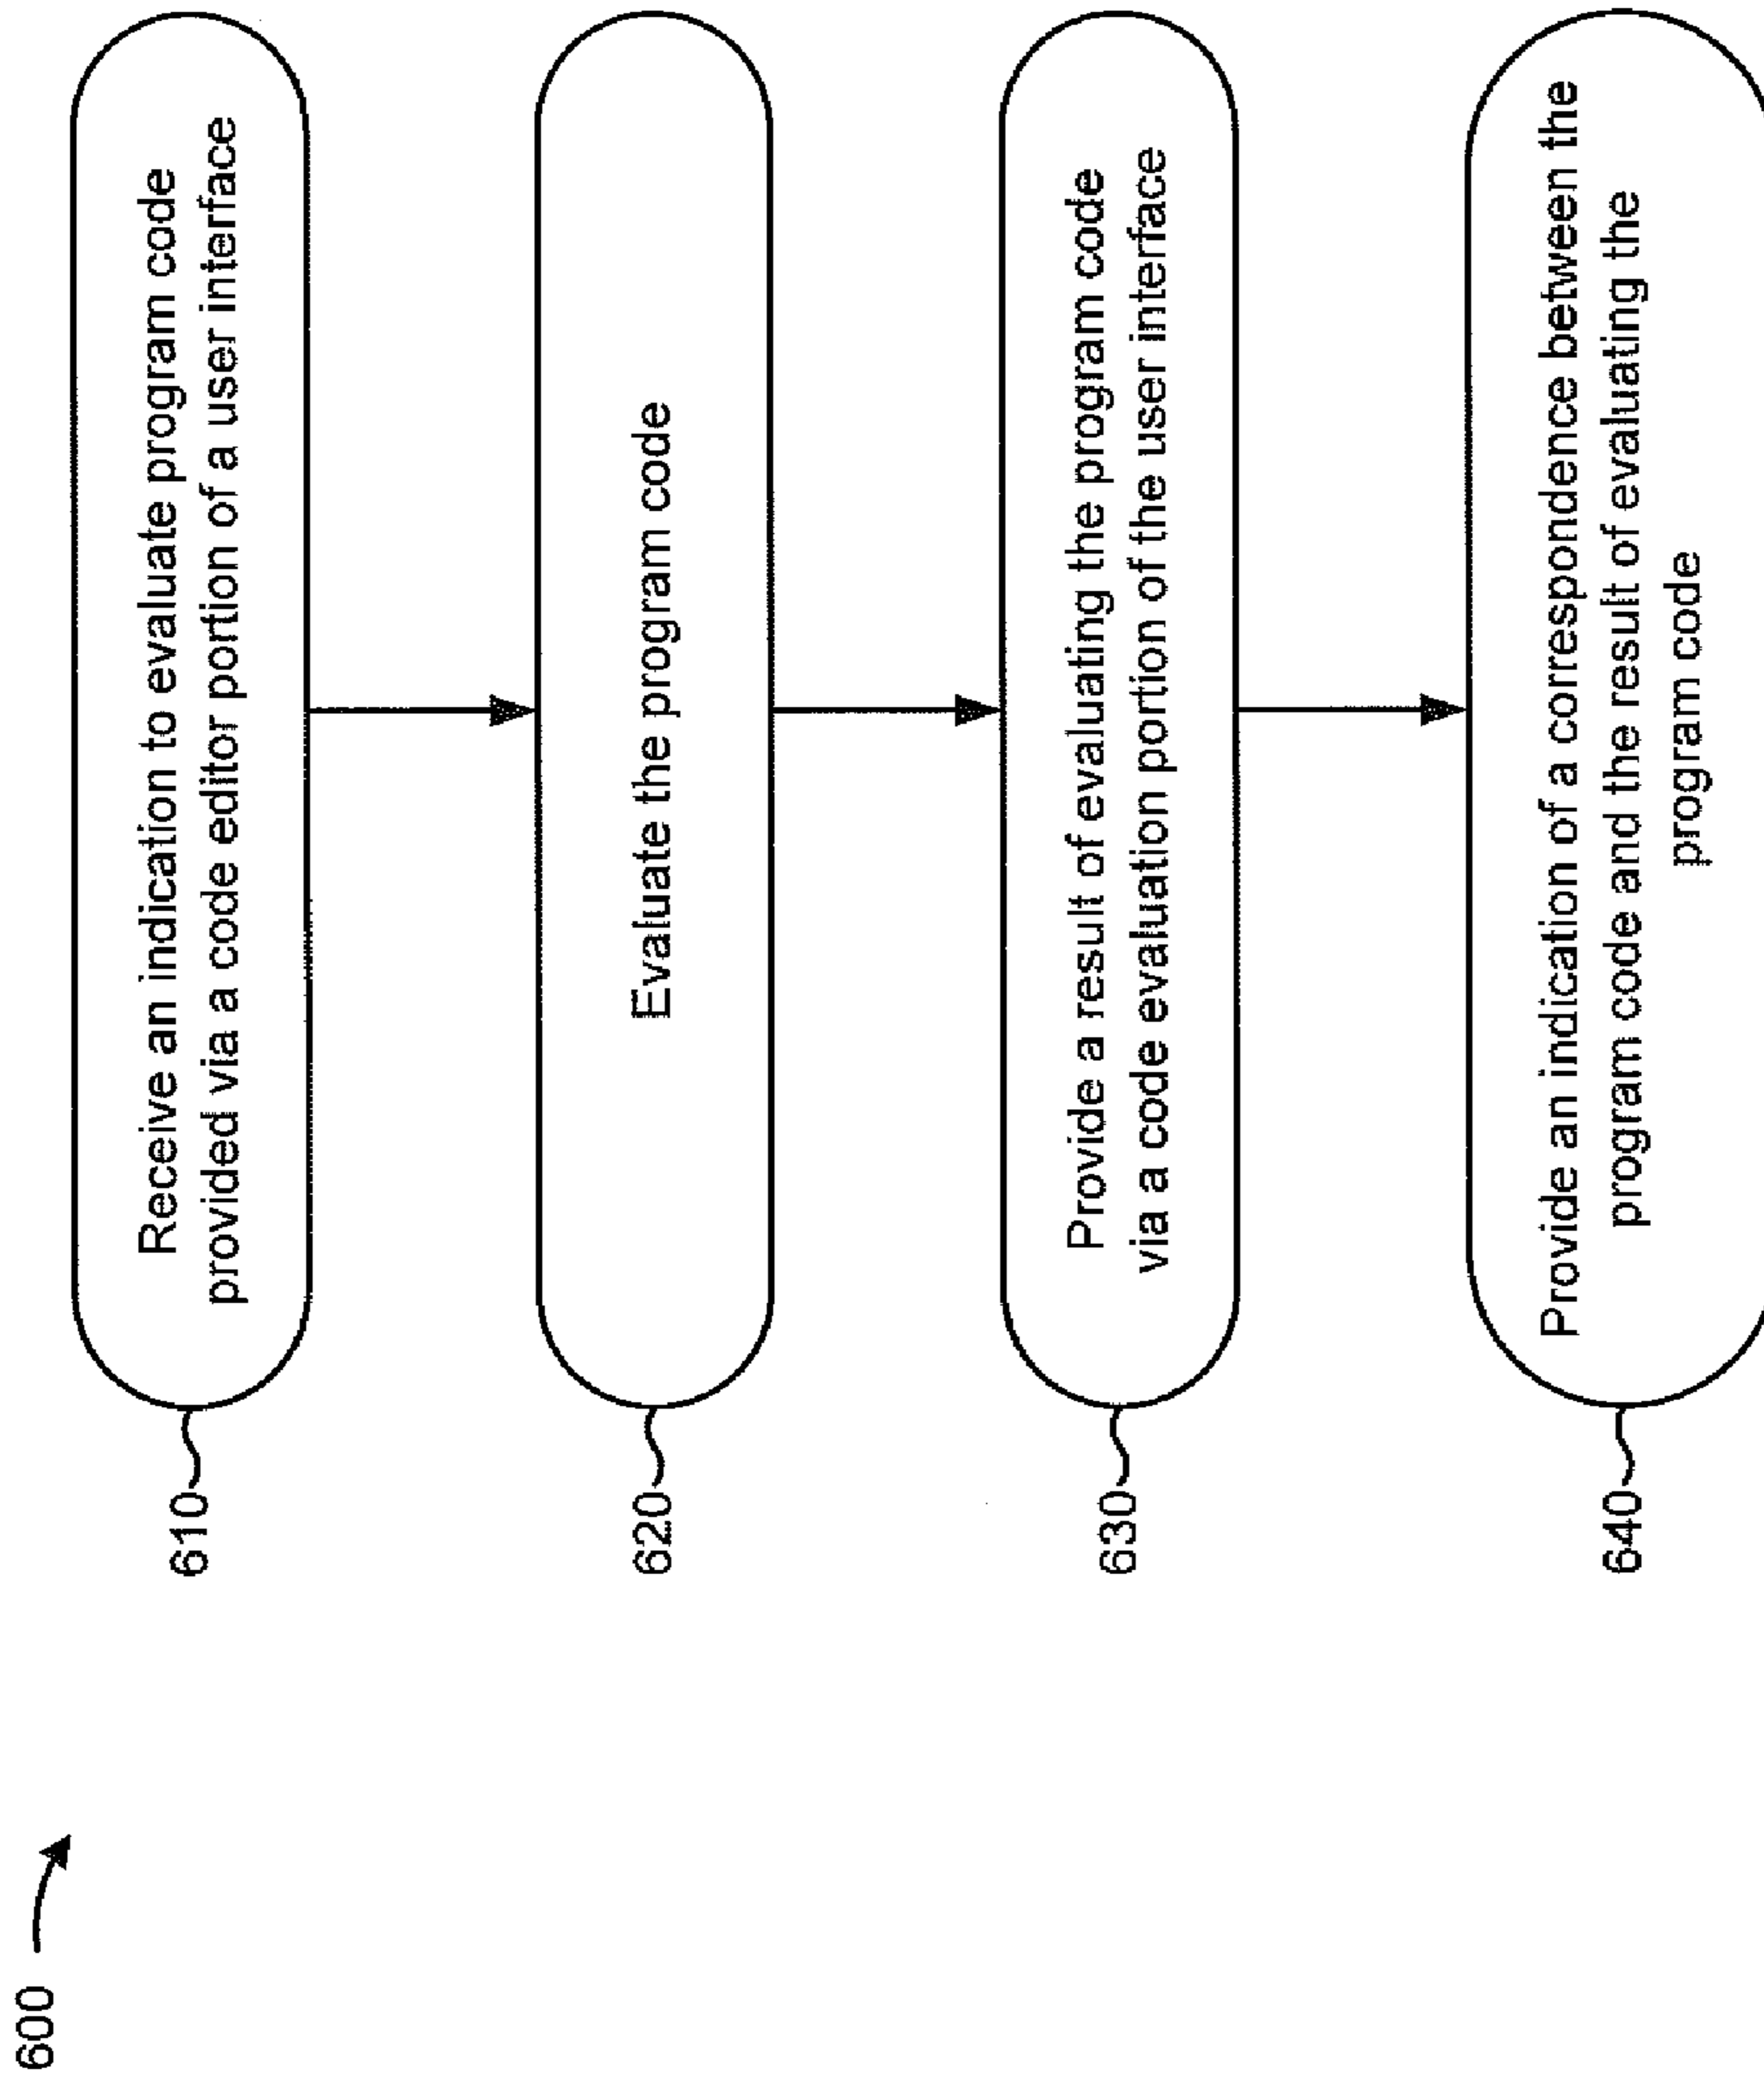 600
610
Receive an indication to evaluate program code
provided via a code editor portion of a user interface
620
Evaluate the program code
630
Provide a result of evaluating the program code
via a code evaluation portion of the user interface
640
Provide an indication of a correspondence between the
program code and the result of evaluating the
program code